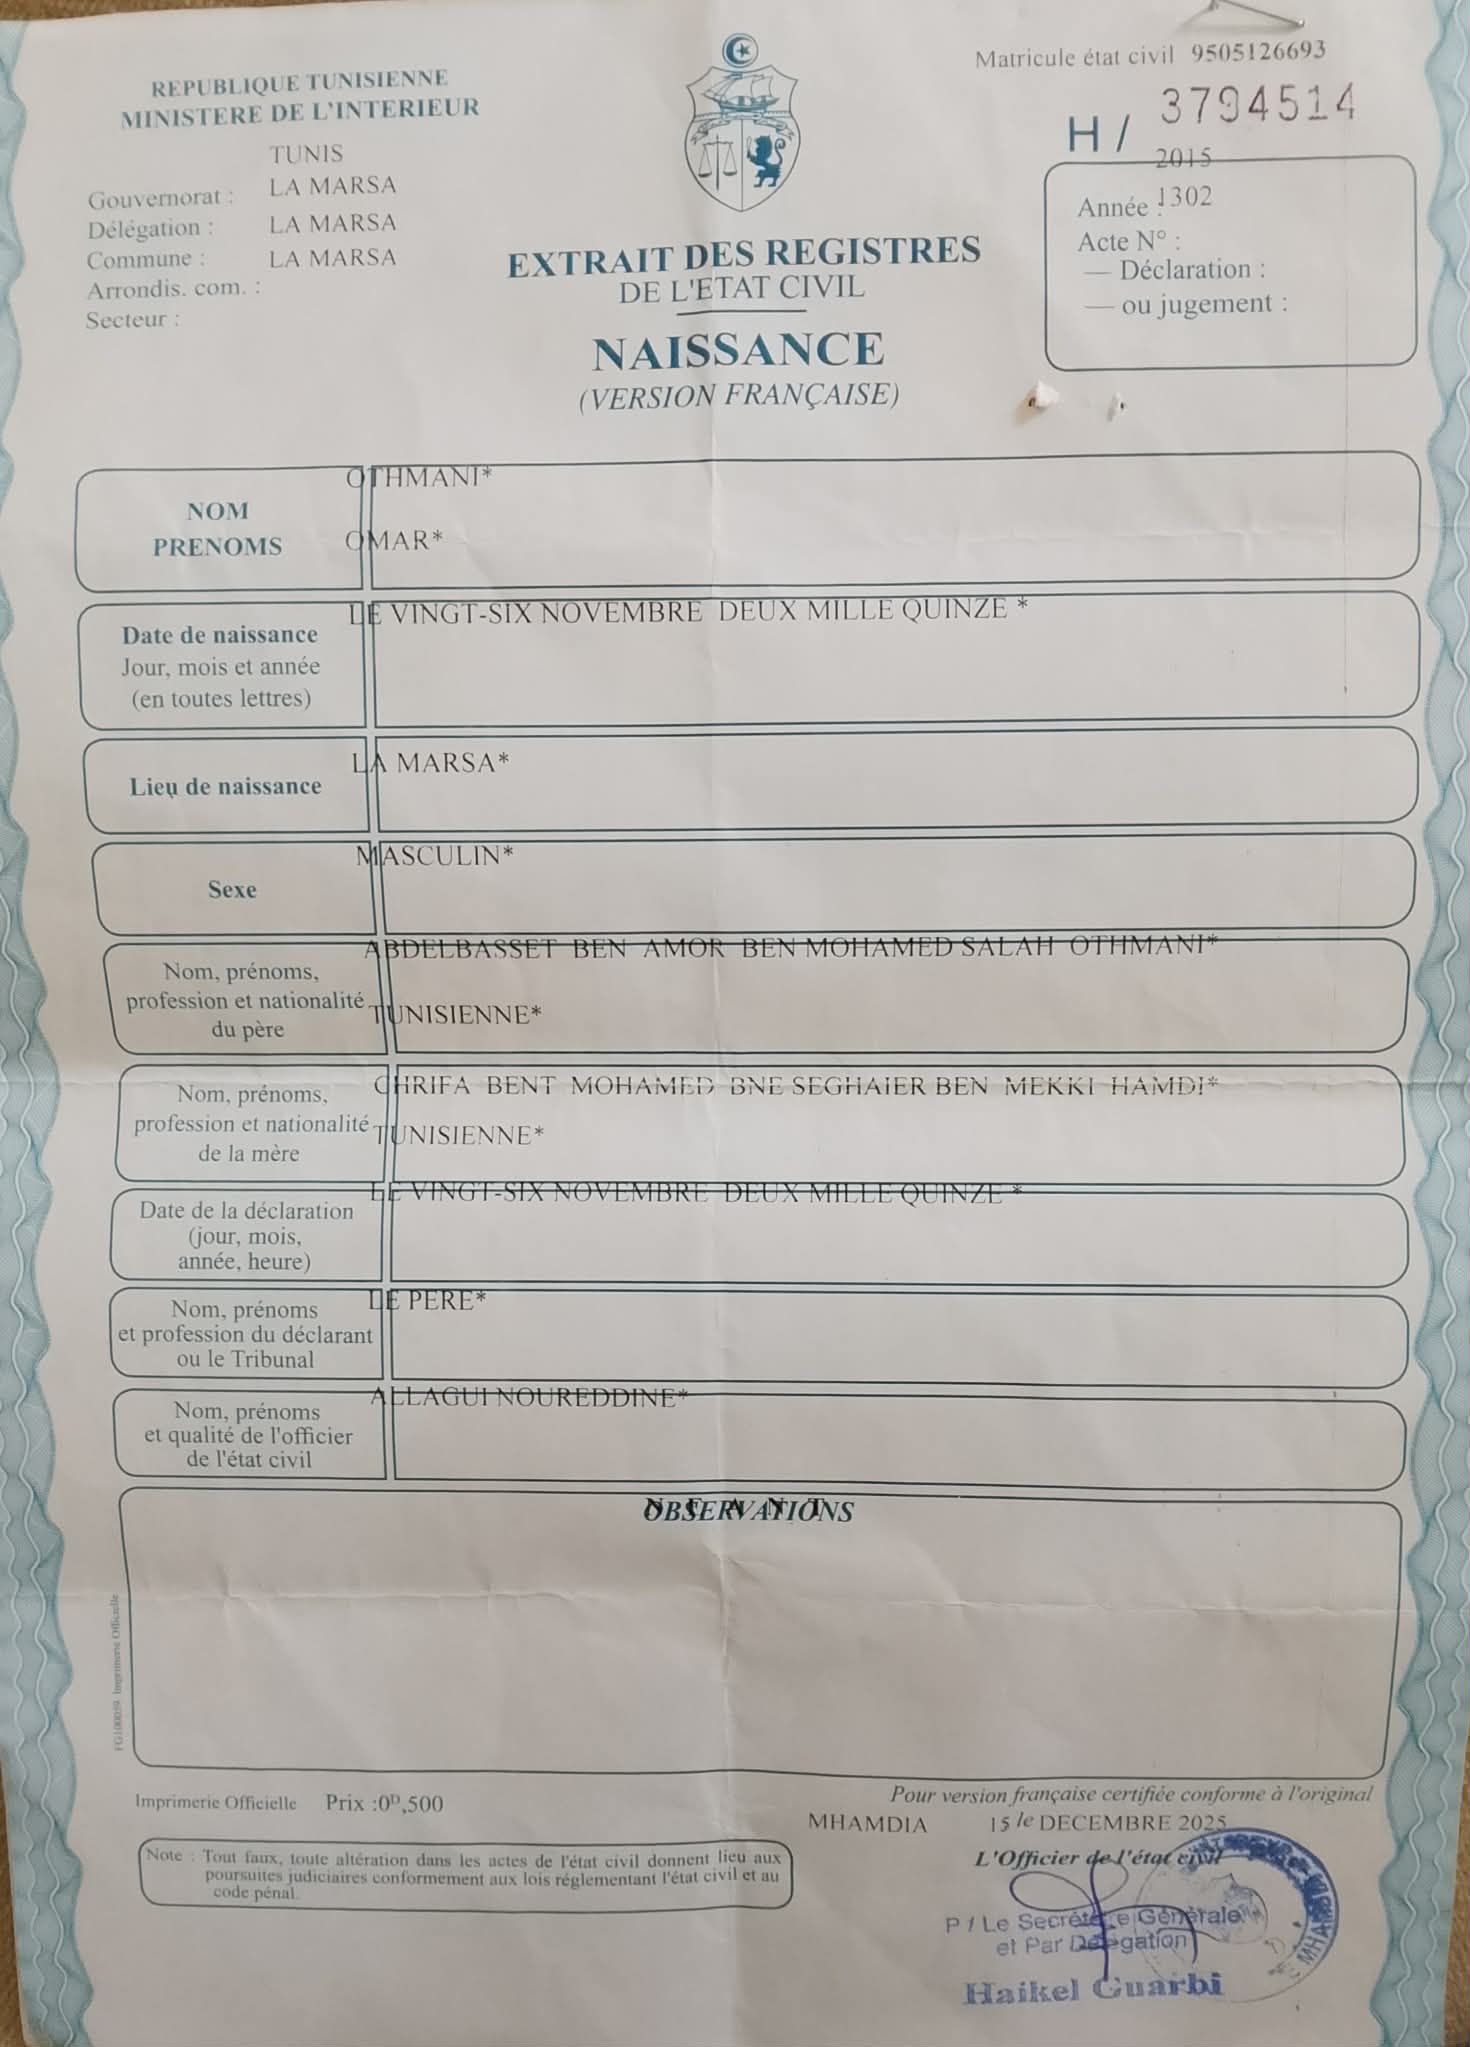 Matricule état civil 9505126693
REPUBLIQUE TUNISIENNE
MINISTERE DE L'INTERIEUR
H / 3794514
TUNIS
Gouvernorat : LA MARSA
Délégation : LA MARSA
Commune : LA MARSA
Arrondis. com. :
Secteur :
2015
Année : 1302
Acte N° :
— Déclaration :
— ou jugement :
EXTRAIT DES REGISTRES
DE L'ETAT CIVIL
NAISSANCE
(VERSION FRANÇAISE)
NOM
PRENOMS
OTHMANI*
OMAR*
Date de naissance
Jour, mois et année
(en toutes lettres)
LE VINGT-SIX NOVEMBRE DEUX MILLE QUINZE *
Lieu de naissance
LA MARSA*
Sexe
MASCULIN*
Nom, prénoms,
profession et nationalité
du père
ABDELBASSET BEN AMOR BEN MOHAMED SALAH OTHMANI*
TUNISIENNE*
Nom, prénoms,
profession et nationalité
de la mère
CHRIFA BENT MOHAMED BNE SEGHAIER BEN MEKKI HAMDI*
TUNISIENNE*
Date de la déclaration
(jour, mois,
année, heure)
LE VINGT-SIX NOVEMBRE DEUX MILLE QUINZE *
Nom, prénoms
et profession du déclarant
ou le Tribunal
LE PERE*
Nom, prénoms
et qualité de l'officier
de l'état civil
ALLAGUI NOUREDDINE*
OBSERVATIONS
N E A N T
FG100059 Imprimerie Officielle
Imprimerie Officielle Prix :0ᴰ,500
Pour version française certifiée conforme à l'original
MHAMDIA 15 le DECEMBRE 2025
Note : Tout faux, toute altération dans les actes de l'état civil donnent lieu aux
poursuites judiciaires conformement aux lois réglementant l'état civil et au
code pénal.
L'Officier de l'état civil
P / Le Secrétaire Générale
et Par Délégation
Haikel Guarbi
MHAM